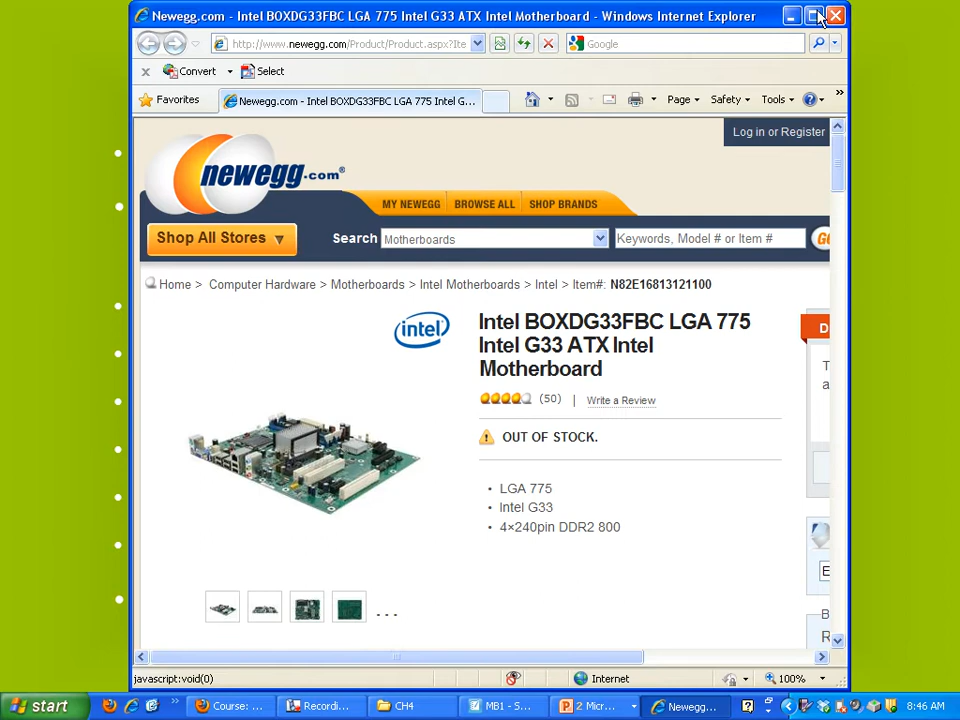 Newegg.com - Intel BOXDG33FBC LGA 775 Intel G33 ATX Intel Motherboard - Windows Internet Explorer
http://www.newegg.com/Product/Product.aspx?Ite
Google
x Convert Select
Favorites
Newegg.com - Intel BOXDG33FBC LGA 775 Intel G...
Page Safety Tools »
Log in or Register
newegg.com®
MY NEWEGG BROWSE ALL SHOP BRANDS
Shop All Stores ▼
Search Motherboards Keywords, Model # or Item # GO
Home > Computer Hardware > Motherboards > Intel Motherboards > Intel > Item#: N82E16813121100
intel
Intel BOXDG33FBC LGA 775
Intel G33 ATX Intel
Motherboard
(50) | Write a Review
OUT OF STOCK.
• LGA 775
• Intel G33
• 4×240pin DDR2 800
D
T
a
E
B
R
...
javascript:void(0)
Internet
100%
start
Course: ...
Recordi...
CH4
MB1 - S...
2 Micr...
Newegg...
8:46 AM